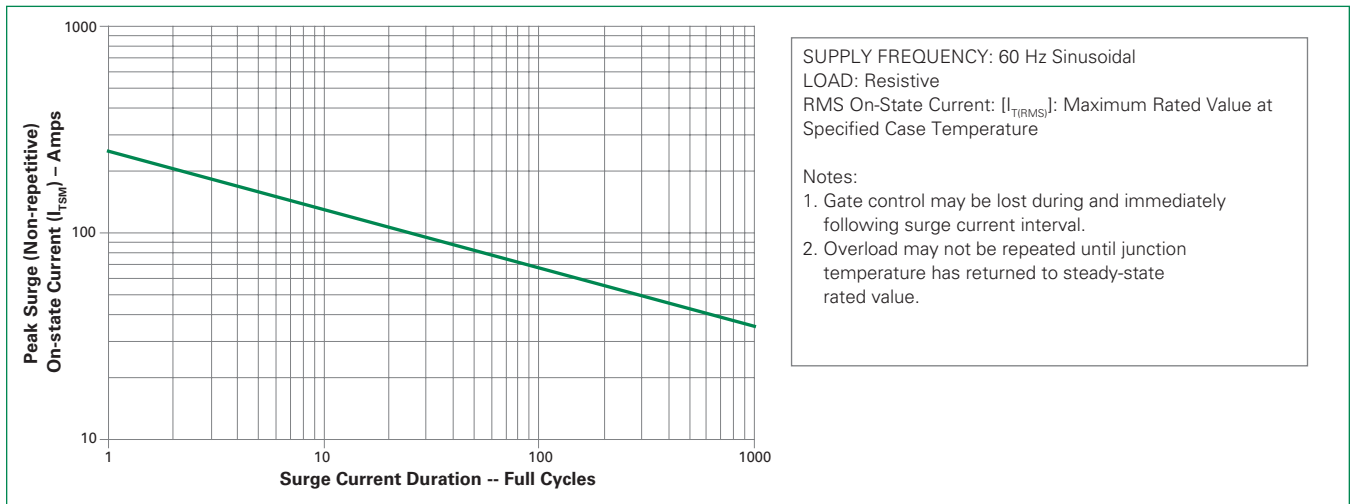 1000
100
10
1
10
100
1000
Peak Surge (Non-repetitive)
On-state Current (I_TSM) – Amps
Surge Current Duration -- Full Cycles
SUPPLY FREQUENCY: 60 Hz Sinusoidal
LOAD: Resistive
RMS On-State Current: [I_T(RMS)]: Maximum Rated Value at
Specified Case Temperature
Notes:
1. Gate control may be lost during and immediately
following surge current interval.
2. Overload may not be repeated until junction
temperature has returned to steady-state
rated value.